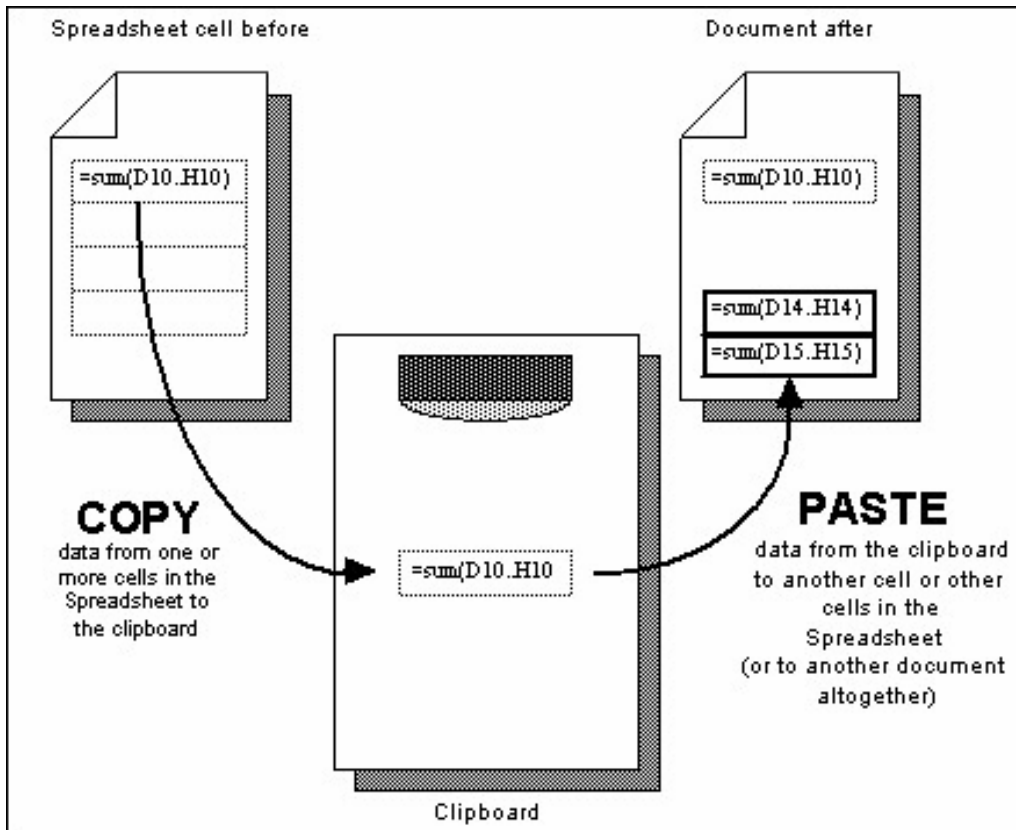 Spreadsheet cell before
Document after
=sum(D10..H10)
=sum(D10..H10)
=sum(D14..H14)
=sum(D15..H15)
COPY
data from one or
more cells in the
Spreadsheet to
the clipboard
=sum(D10..H10
PASTE
data from the clipboard
to another cell or other
cells in the
Spreadsheet
(or to another document
altogether)
Clipboard